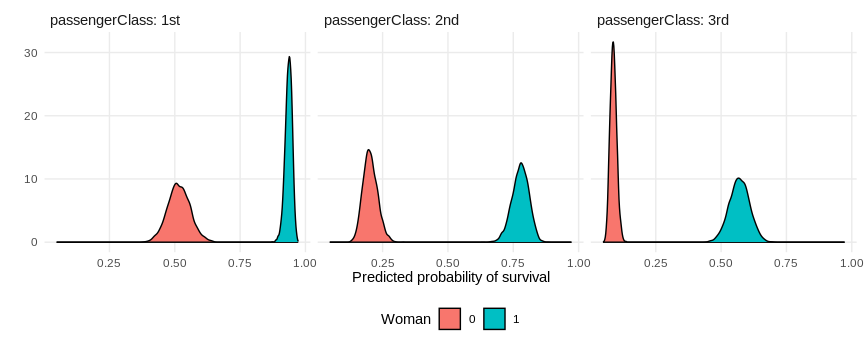 passengerClass: 1st passengerClass: 2nd passengerClass: 3rd
30
20
10
0
0.25 0.50 0.75 1.00 0.25 0.50 0.75 1.00 0.25 0.50 0.75 1.00
Predicted probability of survival
Woman 0 1